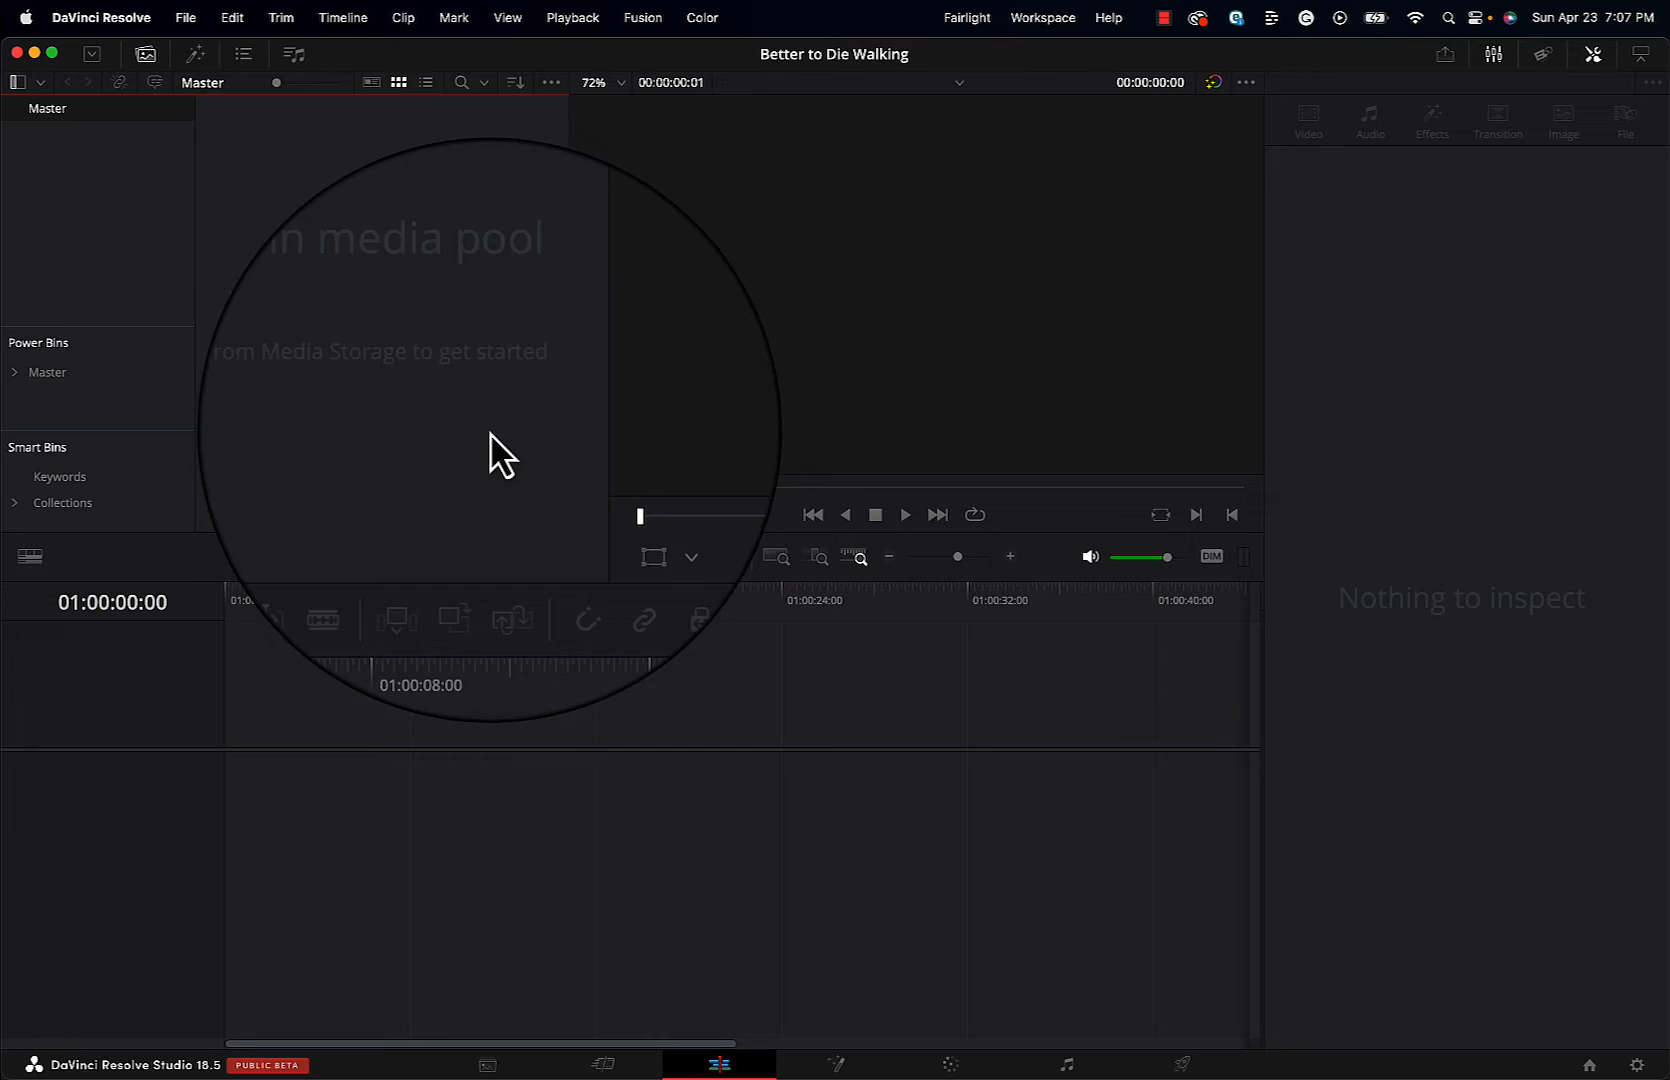 DaVinci Resolve File Edit Trim Timeline Clip Mark View Playback Fusion Color Fairlight Workspace Help Sun Apr 23 7:07 PM
Better to Die Walking
Master 72% 00:00:00:01 00:00:00:00
Master
Video Audio Effects Transition Image File
in media pool
Power Bins
Master
from Media Storage to get started
Smart Bins
Keywords
Collections
DIM
01:00:00:00
01:00:24:00 01:00:32:00 01:00:40:00
Nothing to inspect
01:00:08:00
DaVinci Resolve Studio 18.5 PUBLIC BETA